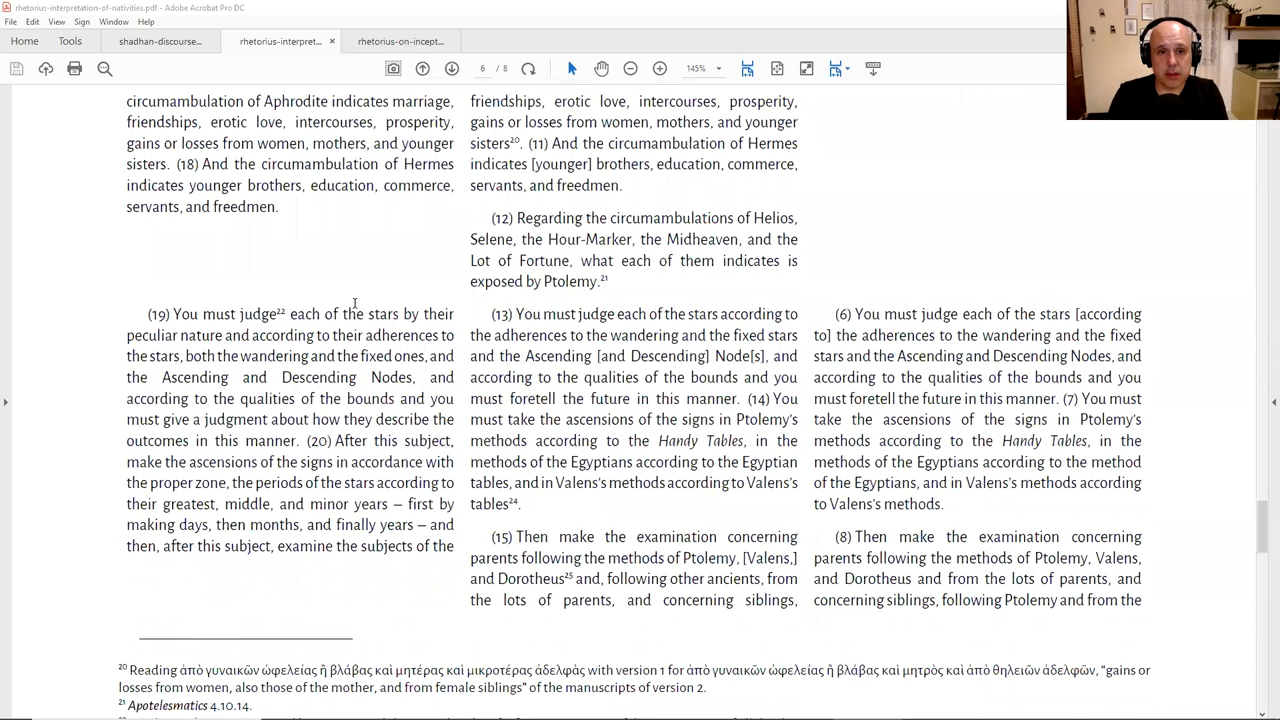 rhetorius-interpretation-of-nativities.pdf - Adobe Acrobat Pro DC
File Edit View Sign Window Help
Home Tools shadhan-discourse... rhetorius-interpret... × rhetorius-on-incept...
6 / 8 145%
circumambulation of Aphrodite indicates marriage,
friendships, erotic love, intercourses, prosperity,
gains or losses from women, mothers, and younger
sisters. (18) And the circumambulation of Hermes
indicates younger brothers, education, commerce,
servants, and freedmen.
(19) You must judge²² each of the stars by their
peculiar nature and according to their adherences to
the stars, both the wandering and the fixed ones, and
the Ascending and Descending Nodes, and
according to the qualities of the bounds and you
must give a judgment about how they describe the
outcomes in this manner. (20) After this subject,
make the ascensions of the signs in accordance with
the proper zone, the periods of the stars according to
their greatest, middle, and minor years – first by
making days, then months, and finally years – and
then, after this subject, examine the subjects of the
friendships, erotic love, intercourses, prosperity,
gains or losses from women, mothers, and younger
sisters²⁰. (11) And the circumambulation of Hermes
indicates [younger] brothers, education, commerce,
servants, and freedmen.
(12) Regarding the circumambulations of Helios,
Selene, the Hour-Marker, the Midheaven, and the
Lot of Fortune, what each of them indicates is
exposed by Ptolemy.²¹
(13) You must judge each of the stars according to
the adherences to the wandering and the fixed stars
and the Ascending [and Descending] Node[s], and
according to the qualities of the bounds and you
must foretell the future in this manner. (14) You
must take the ascensions of the signs in Ptolemy's
methods according to the Handy Tables, in the
methods of the Egyptians according to the Egyptian
tables, and in Valens's methods according to Valens's
tables²⁴.
(15) Then make the examination concerning
parents following the methods of Ptolemy, [Valens,]
and Dorotheus²⁵ and, following other ancients, from
the lots of parents, and concerning siblings,
(6) You must judge each of the stars [according
to] the adherences to the wandering and the fixed
stars and the Ascending and Descending Nodes, and
according to the qualities of the bounds and you
must foretell the future in this manner. (7) You must
take the ascensions of the signs in Ptolemy's
methods according to the Handy Tables, in the
methods of the Egyptians according to the method
of the Egyptians, and in Valens's methods according
to Valens's methods.
(8) Then make the examination concerning
parents following the methods of Ptolemy, Valens,
and Dorotheus and from the lots of parents, and
concerning siblings, following Ptolemy and from the
²⁰ Reading ἀπὸ γυναικῶν ὠφελείας ἢ βλάβας καὶ μητέρας καὶ μικροτέρας ἀδελφὰς with version 1 for ἀπὸ γυναικῶν ὠφελείας ἢ βλάβας καὶ μητρὸς καὶ ἀπὸ θηλειῶν ἀδελφῶν, “gains or
losses from women, also those of the mother, and from female siblings” of the manuscripts of version 2.
²¹ Apotelesmatics 4.10.14.